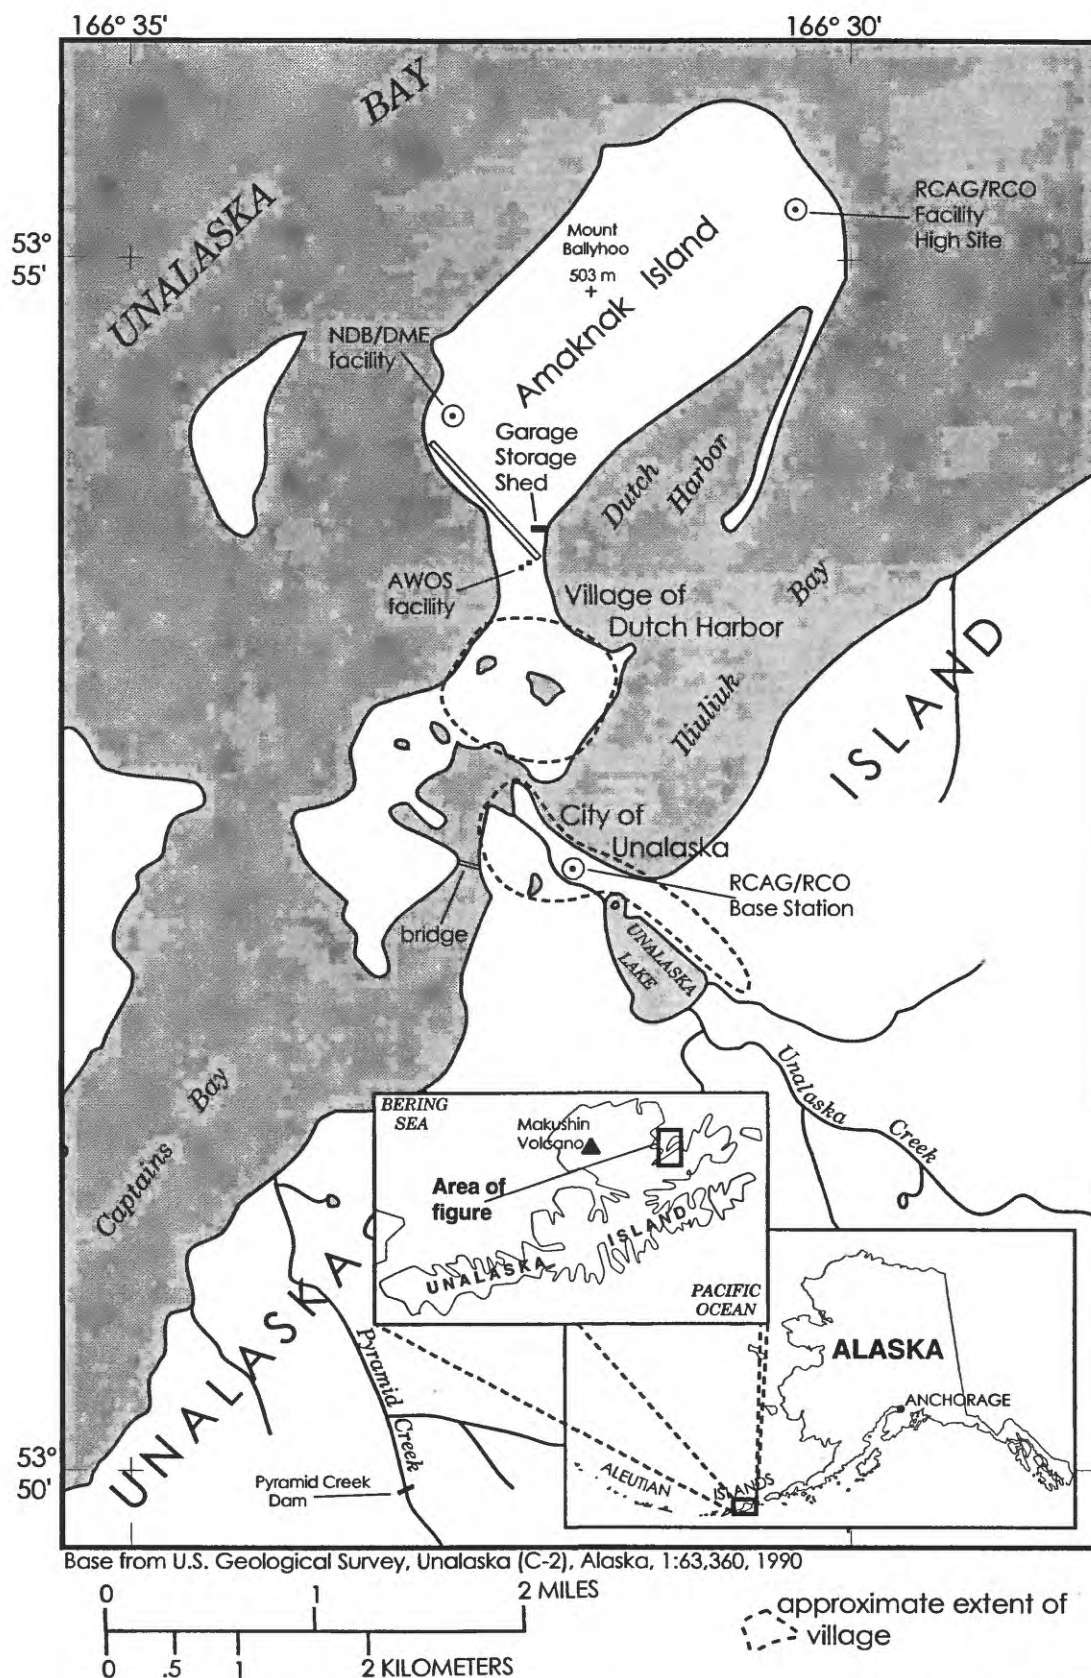 166° 35'
166° 30'
BAY
UNALASKA
53°
55'
RCAG/RCO
Facility
High Site
Mount
Ballyhoo
503 m
Amaknak Island
NDB/DME
facility
Garage
Storage
Shed
Dutch
Harbor
AWOS
facility
Village of
Dutch Harbor
Iliuliuk
Bay
ISLAND
City of
Unalaska
RCAG/RCO
Base Station
bridge
UNALASKA
LAKE
Unalaska
Creek
Captains
Bay
BERING
SEA
Makushin
Volcano
Area of
figure
UNALASKA
ISLAND
PACIFIC
OCEAN
UNALASKA
Pyramid
Creek
Pyramid Creek
Dam
ALASKA
ANCHORAGE
ALEUTIAN
ISLANDS
53°
50'
Base from U.S. Geological Survey, Unalaska (C-2), Alaska, 1:63,360, 1990
0 1 2 MILES
0 .5 1 2 KILOMETERS
approximate extent of
village